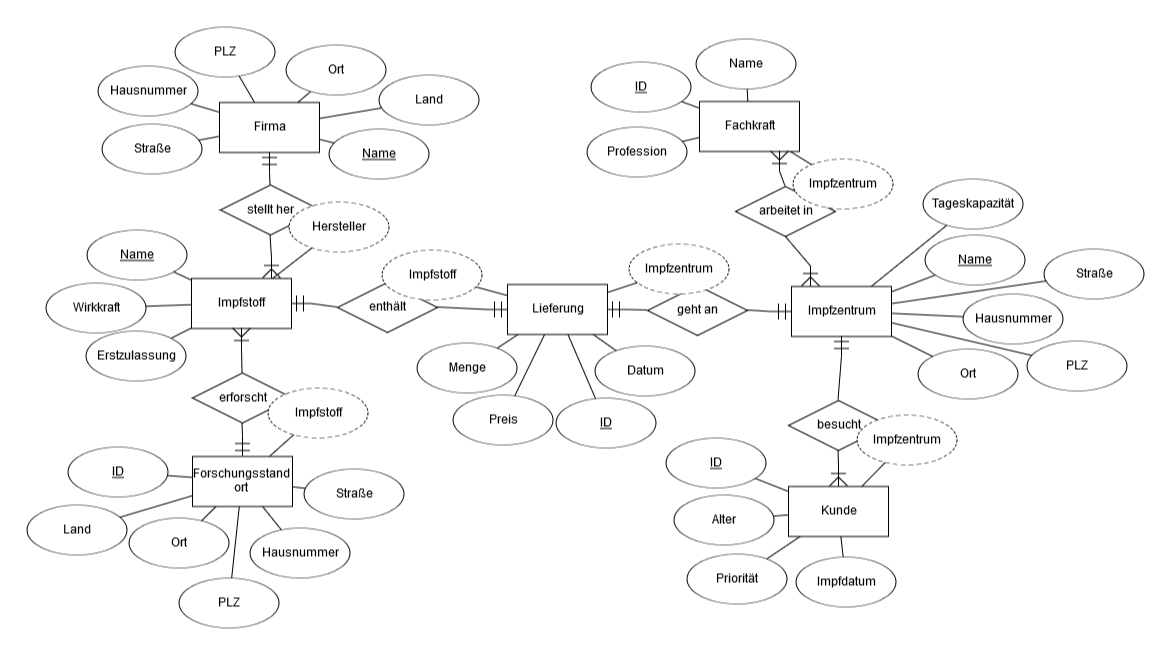 PLZ
Ort
Hausnummer
Land
Firma
Straße
Name
stellt her
Hersteller
Name
Wirkkraft
Impfstoff
Erstzulassung
enthält
Impfstoff
Lieferung
Impfzentrum
geht an
Menge
Datum
Preis
ID
erforscht
Impfstoff
ID
Forschungsstand
ort
Straße
Land
Ort
Hausnummer
PLZ
Name
ID
Fachkraft
Profession
Impfzentrum
arbeitet in
Tageskapazität
Name
Straße
Impfzentrum
Hausnummer
PLZ
Ort
besucht
Impfzentrum
ID
Alter
Kunde
Priorität
Impfdatum